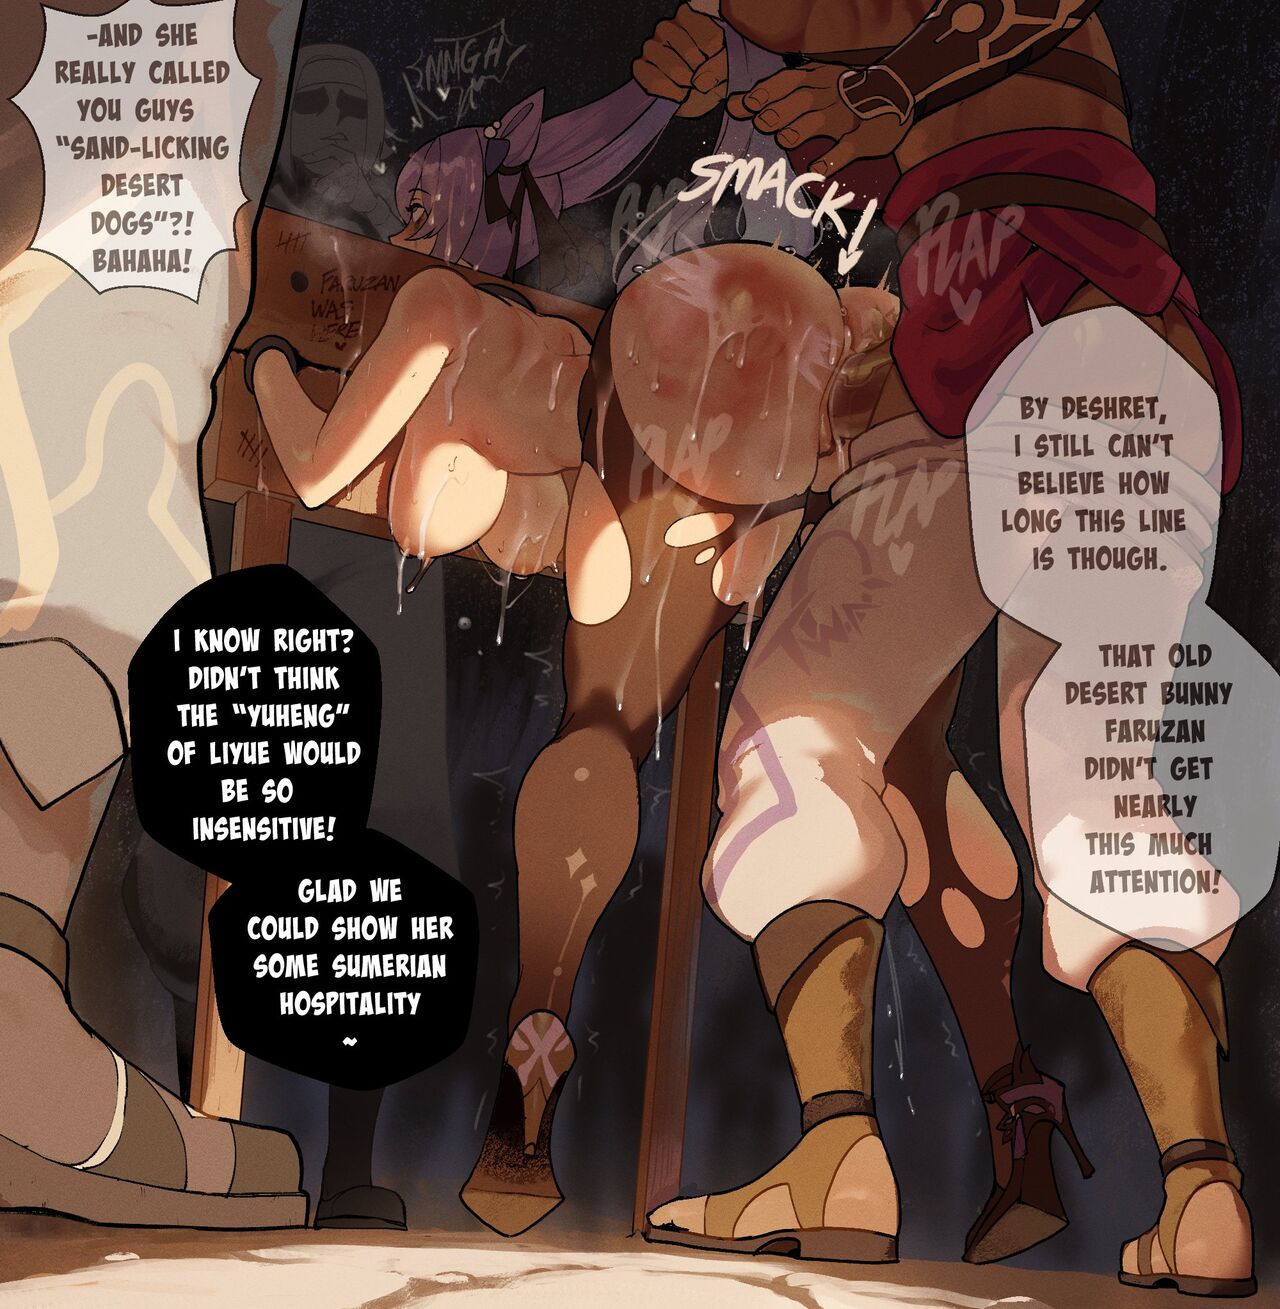 -AND SHE
REALLY CALLED
YOU GUYS
"SAND-LICKING
DESERT
DOGS"?!
BAHAHA!
NNNGH
SMACK!
PLAP
FARUZAN
WAS
HERE
BY DESHRET,
I STILL CAN'T
BELIEVE HOW
LONG THIS LINE
IS THOUGH.
PLAP
PLAP
THAT OLD
DESERT BUNNY
FARUZAN
DIDN'T GET
NEARLY
THIS MUCH
ATTENTION!
I KNOW RIGHT?
DIDN'T THINK
THE "YUHENG"
OF LIYUE WOULD
BE SO
INSENSITIVE!
GLAD WE
COULD SHOW HER
SOME SUMERIAN
HOSPITALITY
~